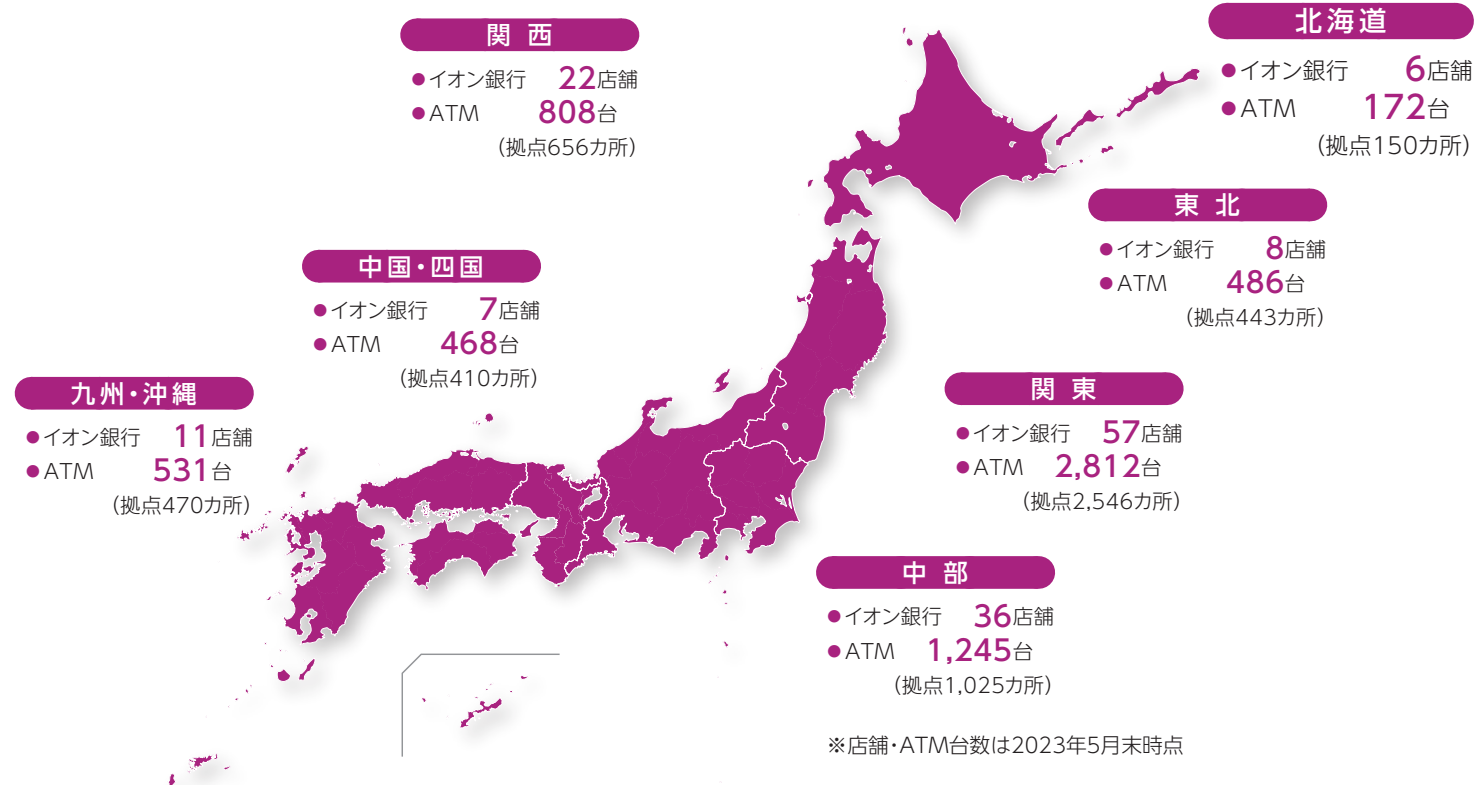 関西
●イオン銀行 22店舗
●ATM 808台
(拠点656カ所)
北海道
●イオン銀行 6店舗
●ATM 172台
(拠点150カ所)
東北
●イオン銀行 8店舗
●ATM 486台
(拠点443カ所)
中国・四国
●イオン銀行 7店舗
●ATM 468台
(拠点410カ所)
九州・沖縄
●イオン銀行 11店舗
●ATM 531台
(拠点470カ所)
関東
●イオン銀行 57店舗
●ATM 2,812台
(拠点2,546カ所)
中部
●イオン銀行 36店舗
●ATM 1,245台
(拠点1,025カ所)
※店舗・ATM台数は2023年5月末時点